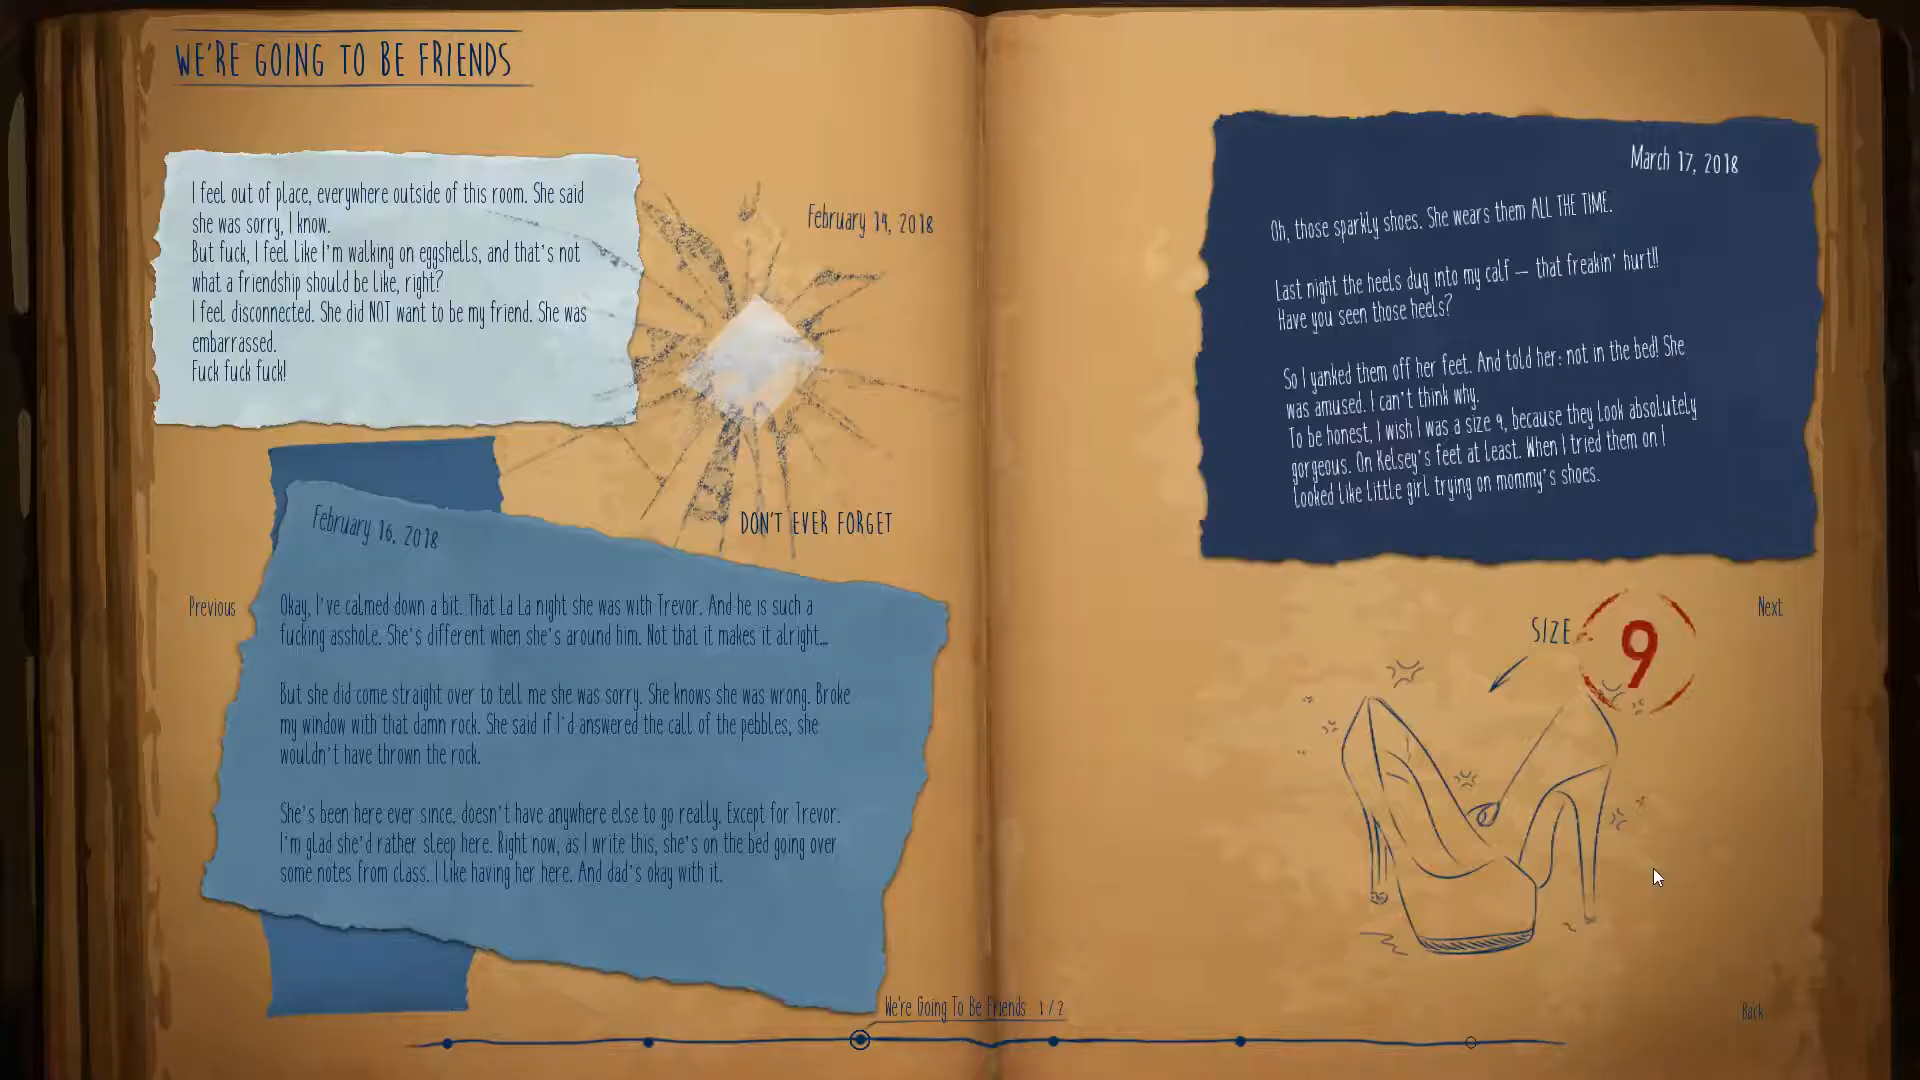 WE'RE GOING TO BE FRIENDS
I feel out of place, everywhere outside of this room. She said
she was sorry, I know.
But fuck, I feel like I'm walking on eggshells, and that's not
what a friendship should be like, right?
I feel disconnected. She did NOT want to be my friend. She was
embarrassed.
Fuck fuck fuck!
February 14, 2018
DON'T EVER FORGET
February 16, 2018
Okay, I've calmed down a bit. That La La night she was with Trevor. And he is such a
fucking asshole. She's different when she's around him. Not that it makes it alright...
But she did come straight over to tell me she was sorry. She knows she was wrong. Broke
my window with that damn rock. She said if I'd answered the call of the pebbles, she
wouldn't have thrown the rock.
She's been here ever since, doesn't have anywhere else to go really. Except for Trevor.
I'm glad she'd rather sleep here. Right now, as I write this, she's on the bed going over
some notes from class. I like having her here. And dad's okay with it.
Previous
March 17, 2018
Oh, those sparkly shoes. She wears them ALL THE TIME.
Last night the heels dug into my calf – that freakin' hurt!!
Have you seen those heels?
So I yanked them off her feet. And told her: not in the bed! She
was amused. I can't think why.
To be honest, I wish I was a size 9, because they look absolutely
gorgeous. On Kelsey's feet at least. When I tried them on I
looked like little girl trying on mommy's shoes.
SIZE 9
Next
We're Going To Be Friends 1 / 2
Back